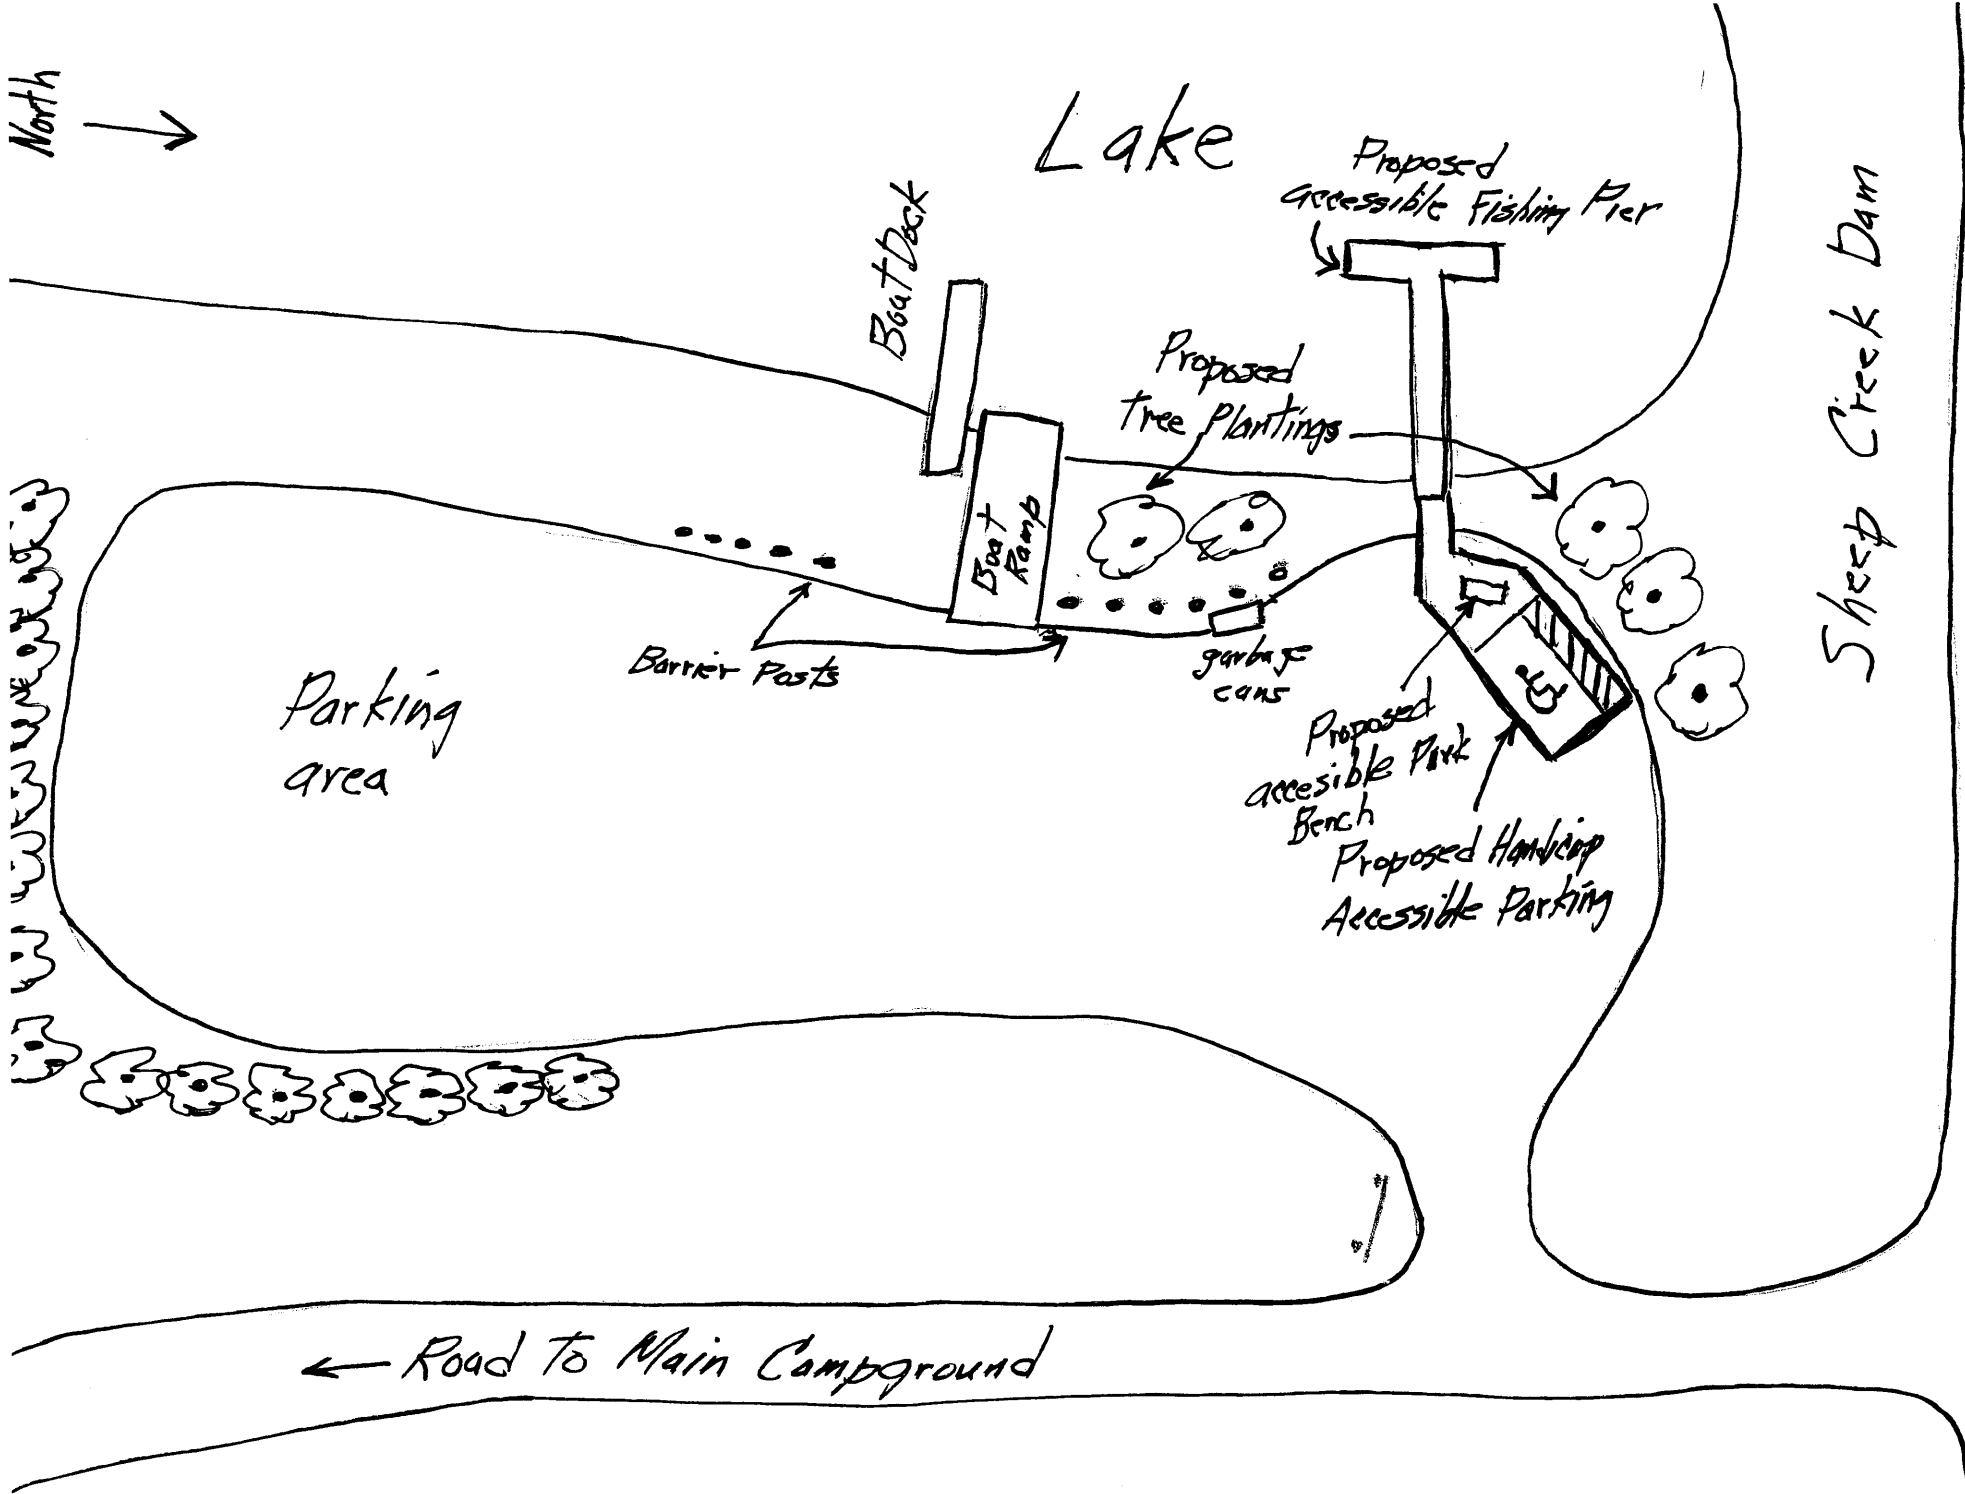 North
Lake
Proposed
accessible Fishing Pier
Boat Dock
Proposed
Tree Plantings
Sheep Creek Dam
Boat
Ramp
Barrier Posts
garbage
cans
Parking
area
Proposed
accesible Park
Bench
Proposed Handicap
Accessible Parking
Road To Main Campground